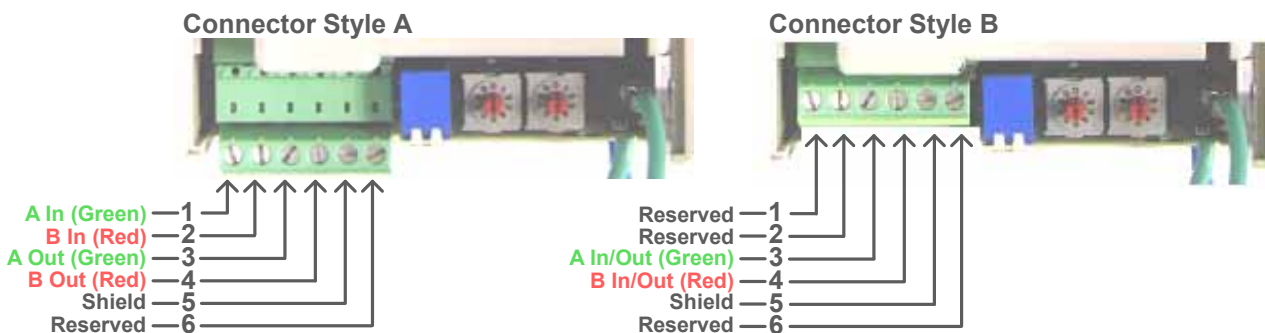 Connector Style A
A In (Green) 1
B In (Red) 2
A Out (Green) 3
B Out (Red) 4
Shield 5
Reserved 6
Connector Style B
Reserved 1
Reserved 2
A In/Out (Green) 3
B In/Out (Red) 4
Shield 5
Reserved 6